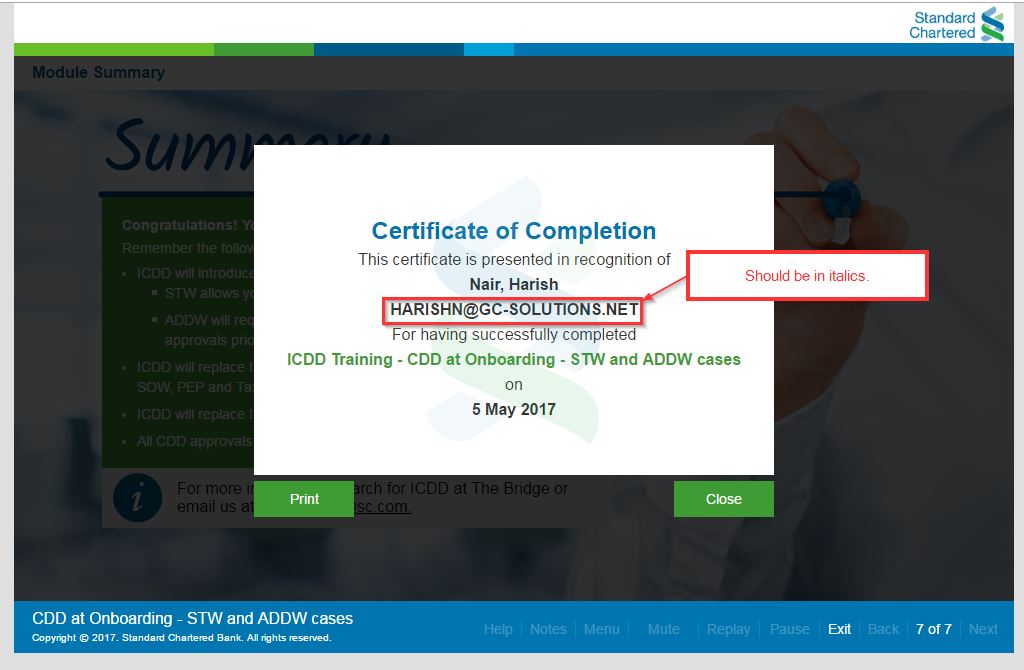 Standard
Chartered
Module Summary
Summary
Congratulations! Yo
Remember the follow
ICDD will introduce
STW allows yo
ADDW will req
approvals prio
ICDD will replace t
SOW, PEP and Ta
ICDD will replace t
All CDD approvals
Certificate of Completion
This certificate is presented in recognition of
Nair, Harish
HARISHN@GC-SOLUTIONS.NET
Should be in italics.
For having successfully completed
ICDD Training - CDD at Onboarding - STW and ADDW cases
on
5 May 2017
i
For more in arch for ICDD at The Bridge or
email us at sc.com.
Print
Close
CDD at Onboarding - STW and ADDW cases
Copyright © 2017. Standard Chartered Bank. All rights reserved.
Help Notes Menu Mute Replay Pause Exit Back 7 of 7 Next